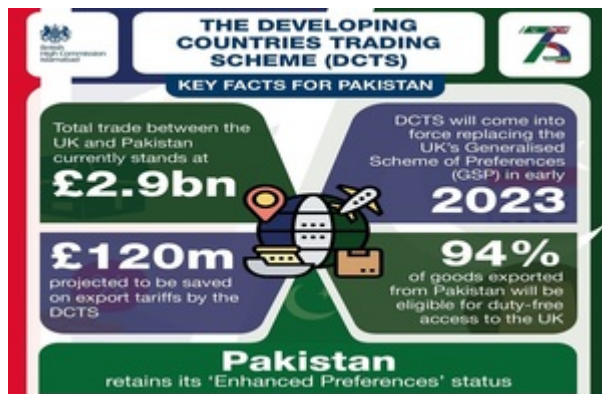 British
High Commission
Islamabad
THE DEVELOPING
COUNTRIES TRADING
SCHEME (DCTS)
75
KEY FACTS FOR PAKISTAN
Total trade between the
UK and Pakistan
currently stands at
£2.9bn
DCTS will come into
force replacing the
UK's Generalised
Scheme of Preferences
(GSP) in early
2023
£120m
projected to be saved
on export tariffs by the
DCTS
94%
of goods exported
from Pakistan will be
eligible for duty-free
access to the UK
Pakistan
retains its 'Enhanced Preferences' status